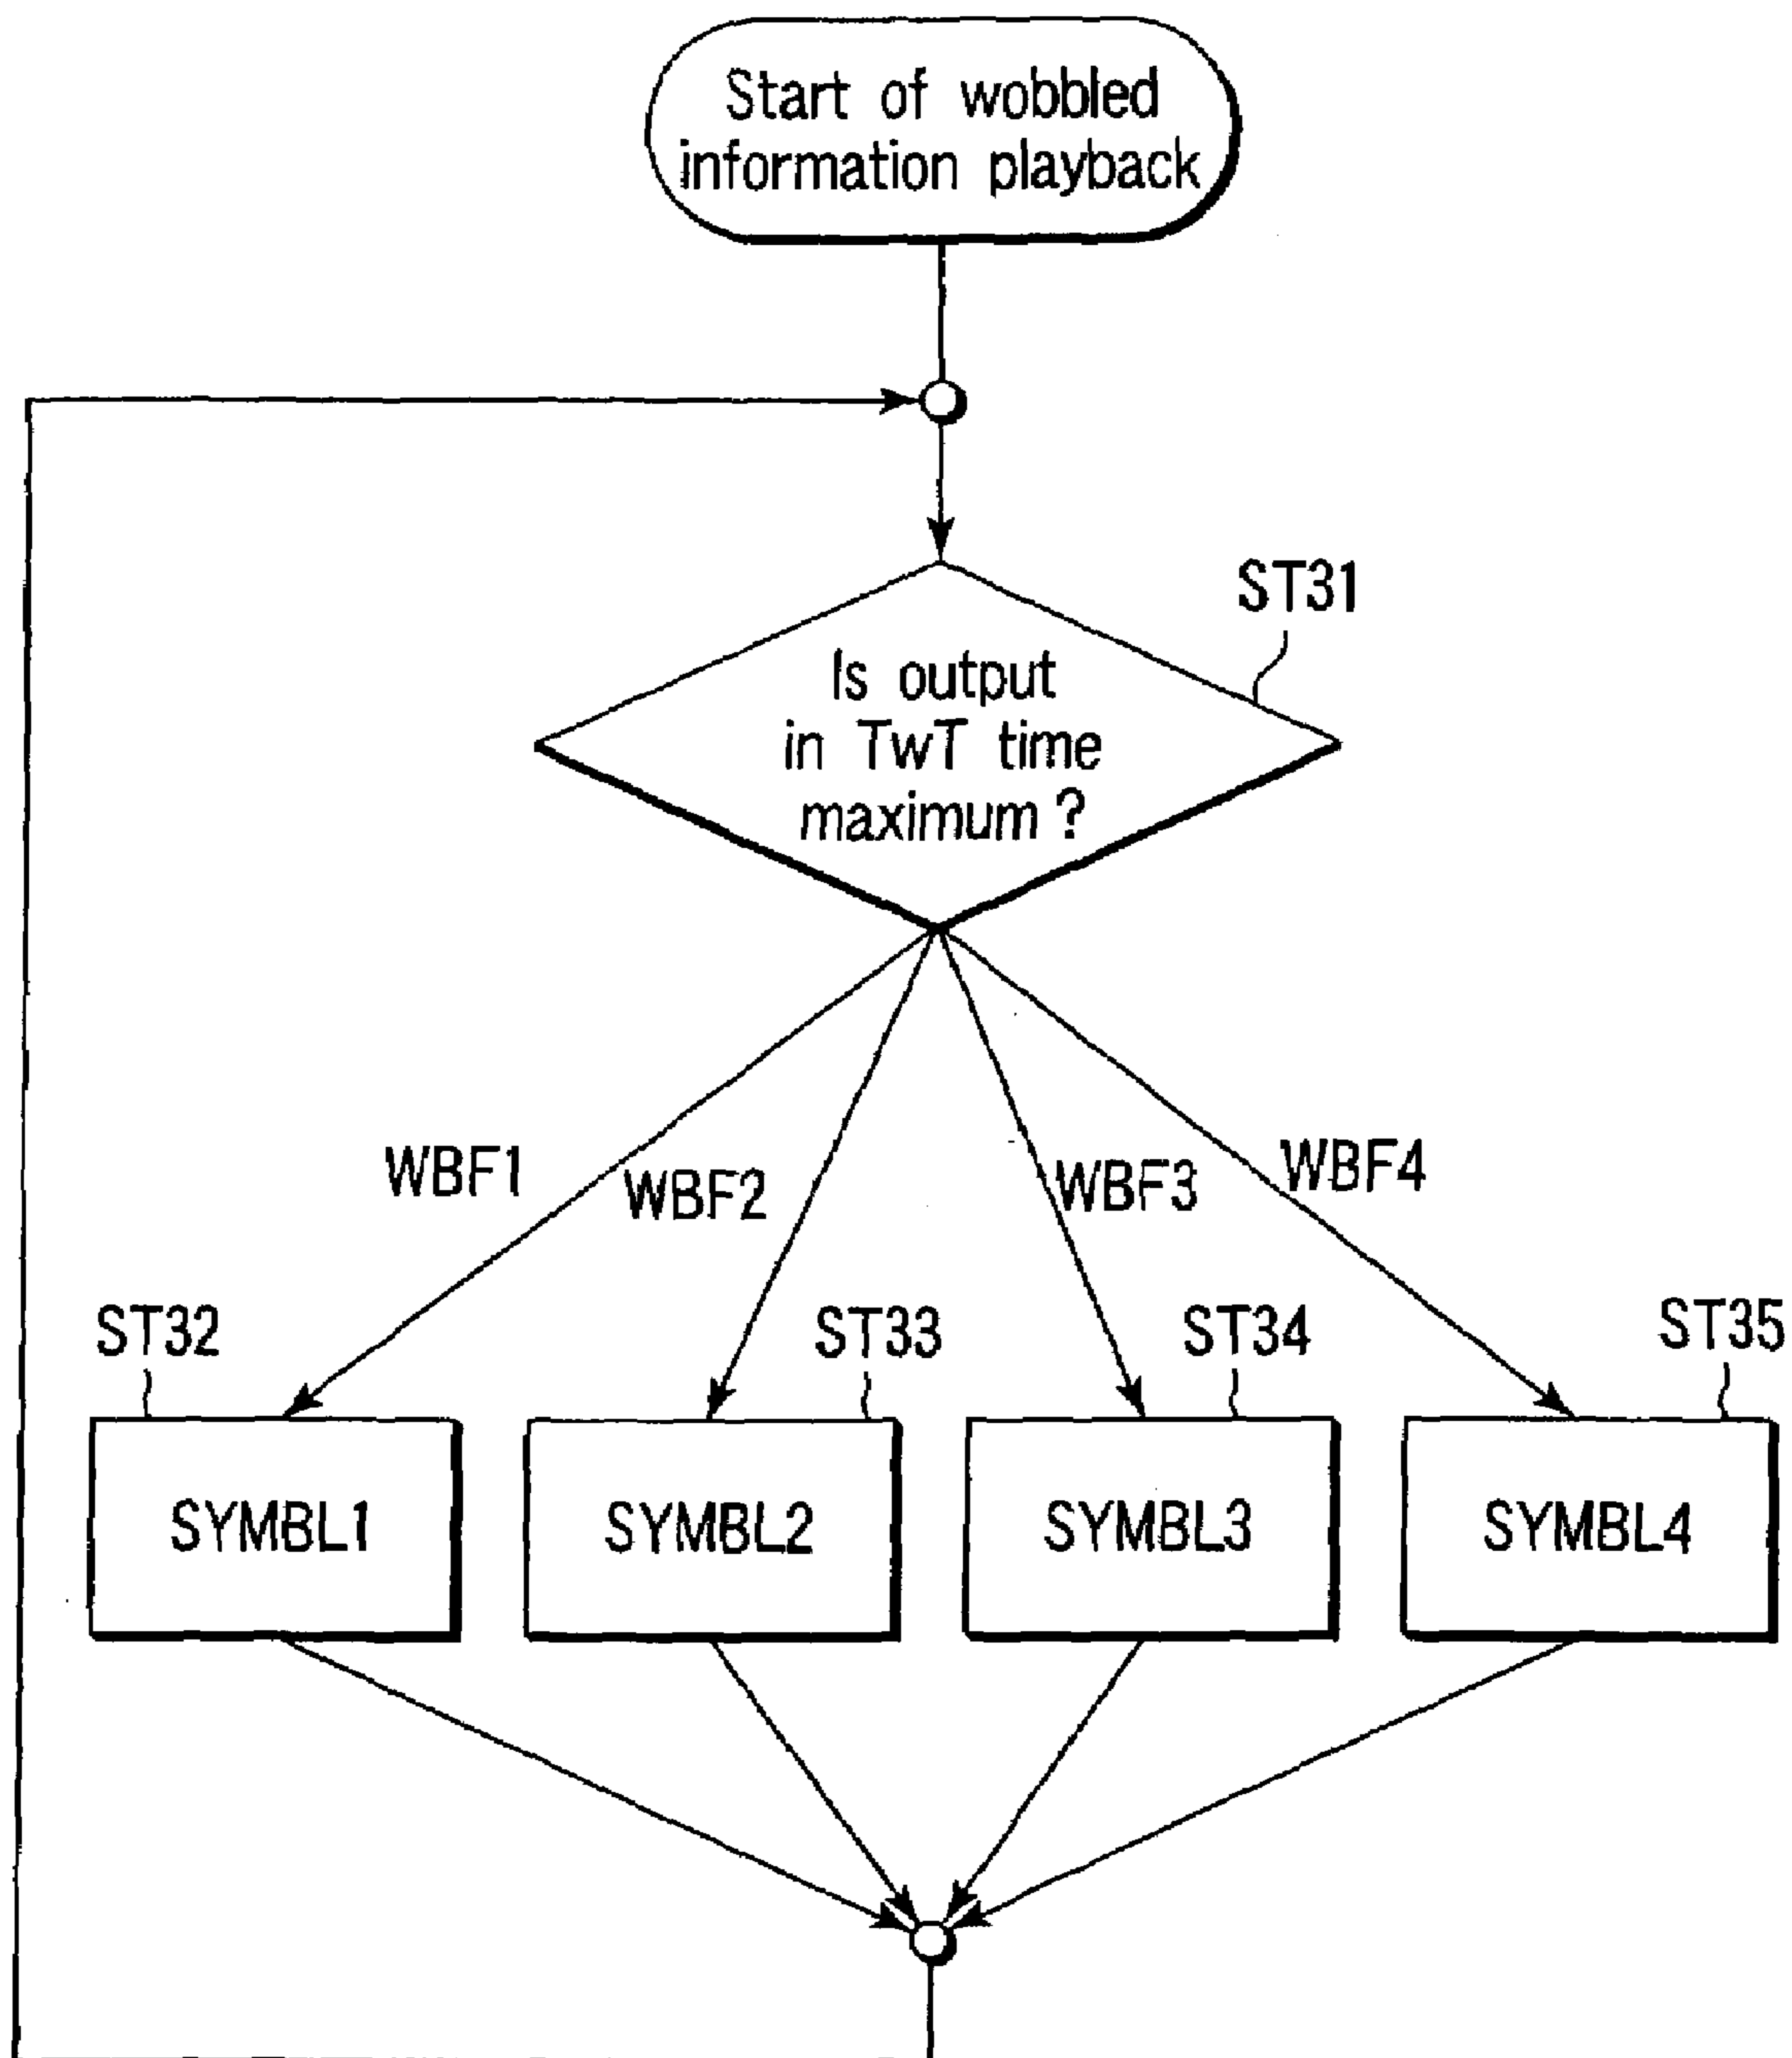 Start of wobbled
information playback
ST31
Is output
in TwT time
maximum ?
WBF1
WBF2
WBF3
WBF4
ST32
ST33
ST34
ST35
SYMBL1
SYMBL2
SYMBL3
SYMBL4